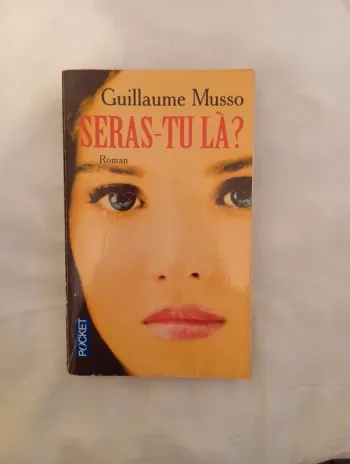 Guillaume Musso
SERAS-TU LÀ?
Roman
POCKET